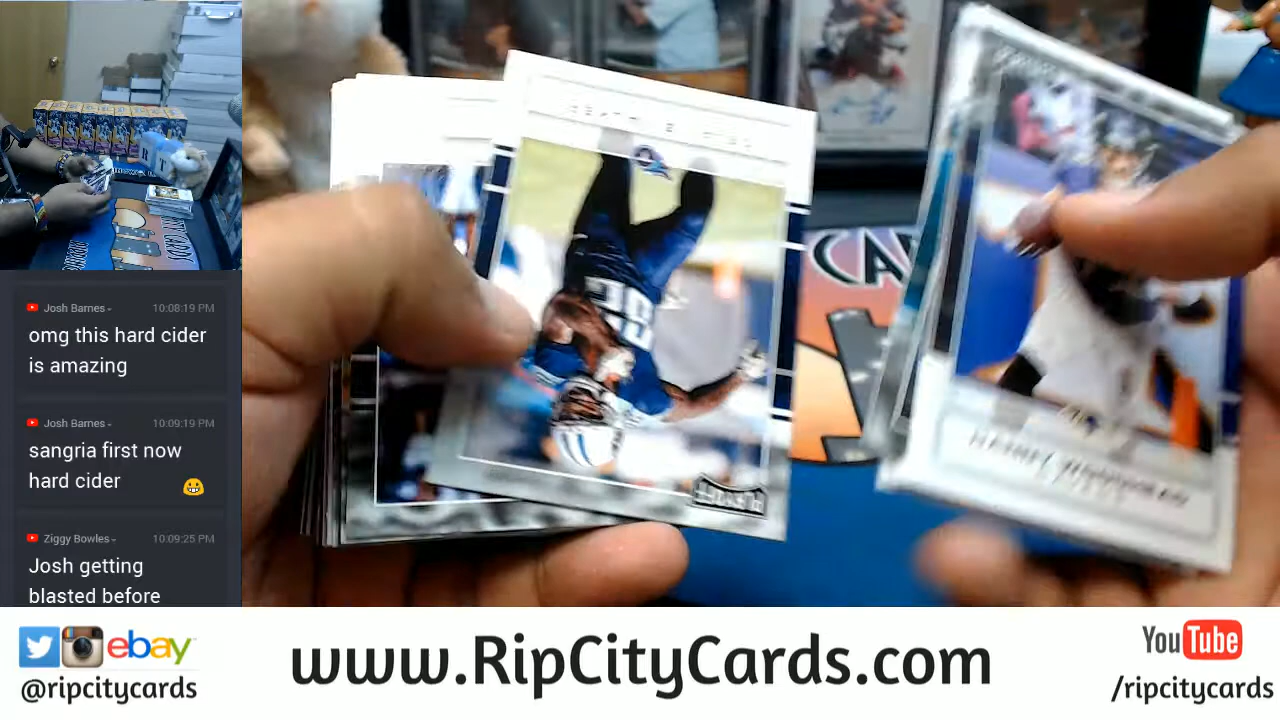 Josh Barnes 10:08:19 PM
omg this hard cider
is amazing
Josh Barnes 10:09:19 PM
sangria first now
hard cider
Ziggy Bowles 10:09:25 PM
Josh getting
blasted before
CA
29
ebay
@ripcitycards
www.RipCityCards.com
YouTube
/ripcitycards